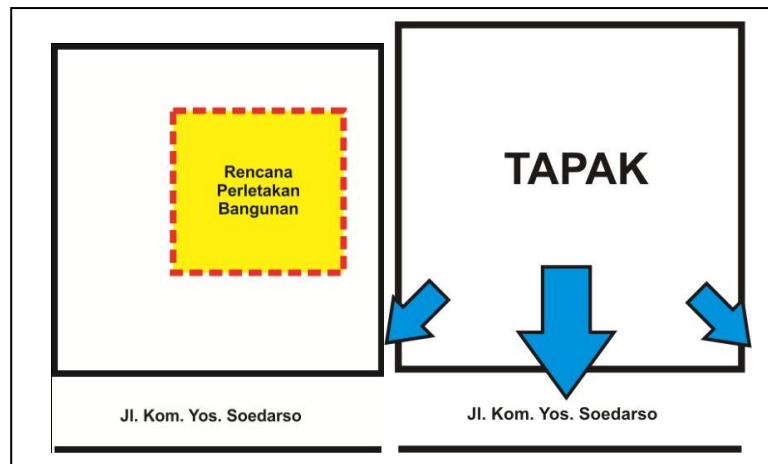 Rencana
Perletakan
Bangunan
Jl. Kom. Yos. Soedarso
TAPAK
Jl. Kom. Yos. Soedarso